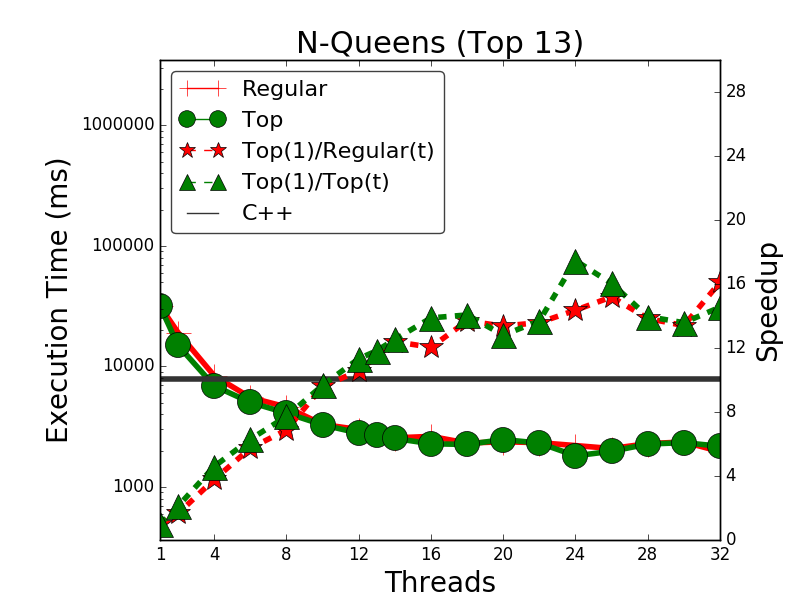 N-Queens (Top 13)
Regular
Top
Top(1)/Regular(t)
Top(1)/Top(t)
C++
Execution Time (ms)
1000000
100000
10000
1000
Speedup
28
24
20
16
12
8
4
0
1 4 8 12 16 20 24 28 32
Threads